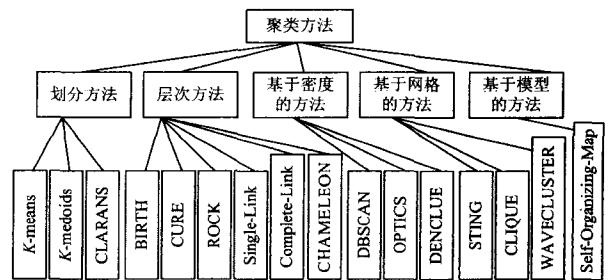 聚类方法
划分方法
层次方法
基于密度
的方法
基于网格
的方法
基于模型
的方法
K-means
K-medoids
CLARANS
BIRTH
CURE
ROCK
Single-Link
Complete-Link
CHAMELEON
DBSCAN
OPTICS
DENCLUE
STING
CLIQUE
WAVECLUSTER
Self-Organizing-Map